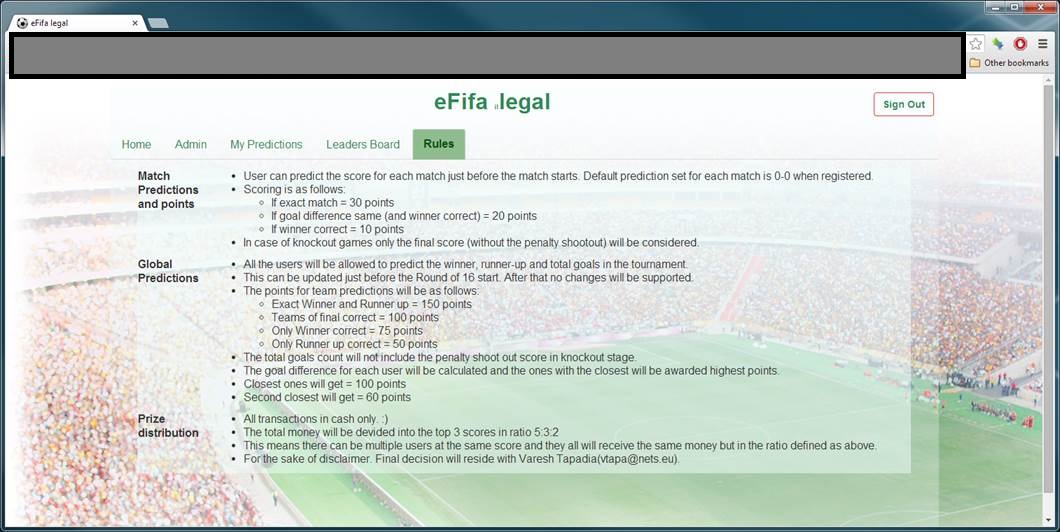 eFifa legal
Other bookmarks
eFifa il legal
Sign Out
Home Admin My Predictions Leaders Board Rules
Match Predictions and points
User can predict the score for each match just before the match starts. Default prediction set for each match is 0-0 when registered.
Scoring is as follows:
If exact match = 30 points
If goal difference same (and winner correct) = 20 points
If winner correct = 10 points
In case of knockout games only the final score (without the penalty shootout) will be considered.
Global Predictions
All the users will be allowed to predict the winner, runner-up and total goals in the tournament.
This can be updated just before the Round of 16 start. After that no changes will be supported.
The points for team predictions will be as follows:
Exact Winner and Runner up = 150 points
Teams of final correct = 100 points
Only Winner correct = 75 points
Only Runner up correct = 50 points
The total goals count will not include the penalty shoot out score in knockout stage.
The goal difference for each user will be calculated and the ones with the closest will be awarded highest points.
Closest ones will get = 100 points
Second closest will get = 60 points
Prize distribution
All transactions in cash only. :)
The total money will be devided into the top 3 scores in ratio 5:3:2
This means there can be multiple users at the same score and they all will receive the same money but in the ratio defined as above.
For the sake of disclaimer. Final decision will reside with Varesh Tapadia(vtapa@nets.eu).